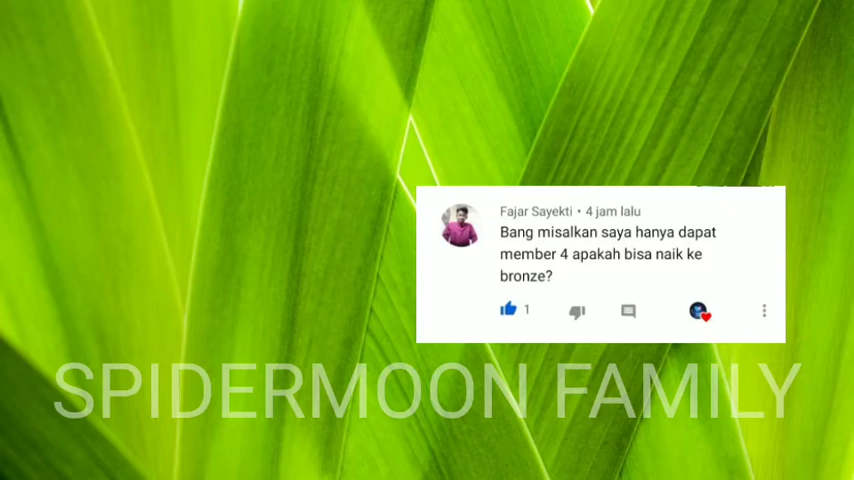 Fajar Sayekti • 4 jam lalu
Bang misalkan saya hanya dapat
member 4 apakah bisa naik ke
bronze?
1
SPIDERMOON FAMILY